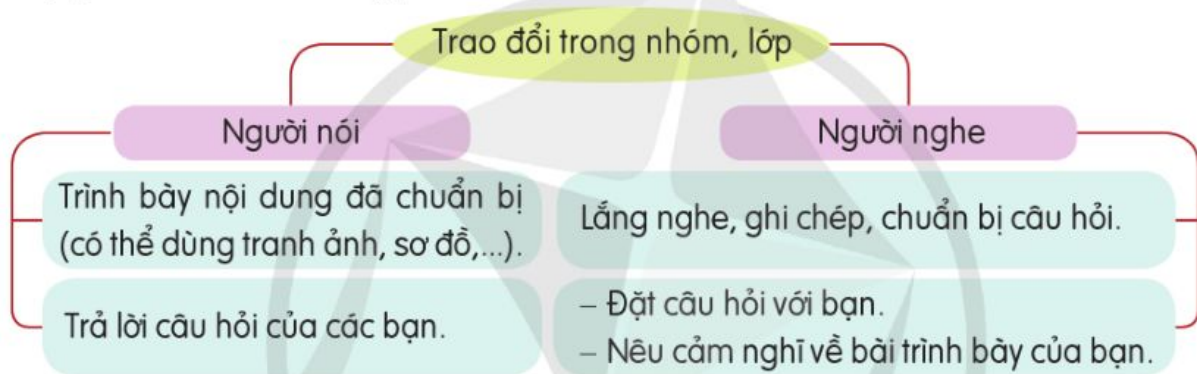 Trao đổi trong nhóm, lớp
Người nói
Trình bày nội dung đã chuẩn bị
(có thể dùng tranh ảnh, sơ đồ,...).
Trả lời câu hỏi của các bạn.
Người nghe
Lắng nghe, ghi chép, chuẩn bị câu hỏi.
– Đặt câu hỏi với bạn.
– Nêu cảm nghĩ về bài trình bày của bạn.